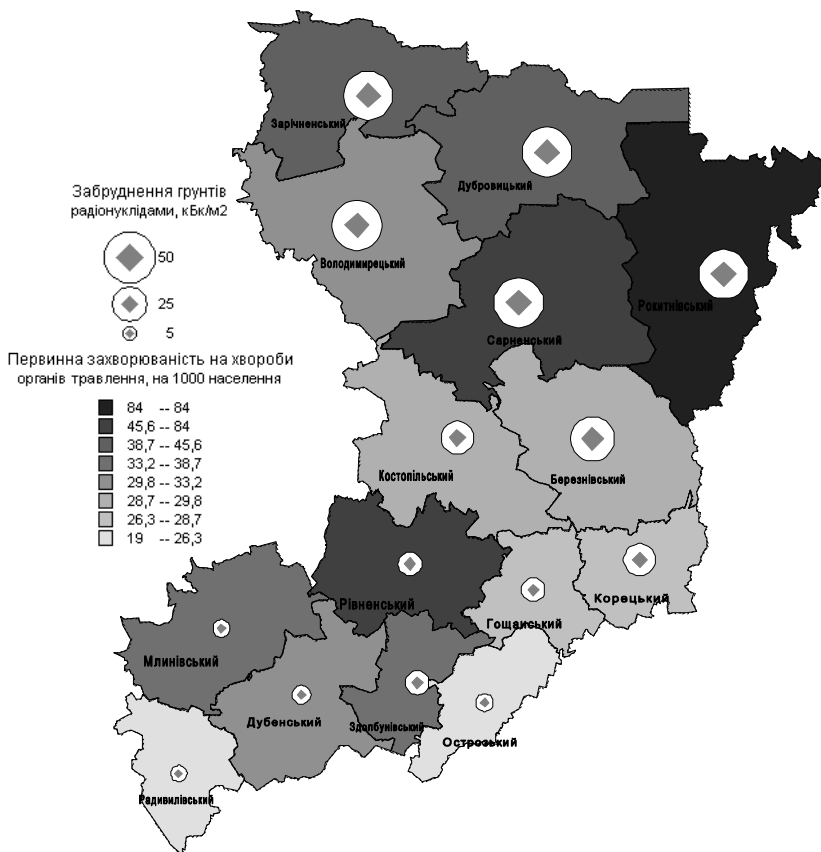 Зарічненський
Дубровицький
Забруднення грунтів
радіонуклідами, кБк/м2
50
25
5
Володимирецький
Рокитнівський
Сарненський
Первинна захворюваність на хвороби
органів травлення, на 1000 населення
84 -- 84
45,6 -- 84
38,7 -- 45,6
33,2 -- 38,7
29,8 -- 33,2
28,7 -- 29,8
26,3 -- 28,7
19 -- 26,3
Костопільський
Березнівський
Рівненський
Гощанський
Корецький
Млинівський
Дубенський
Здолбунівський
Острозький
Радивилівський